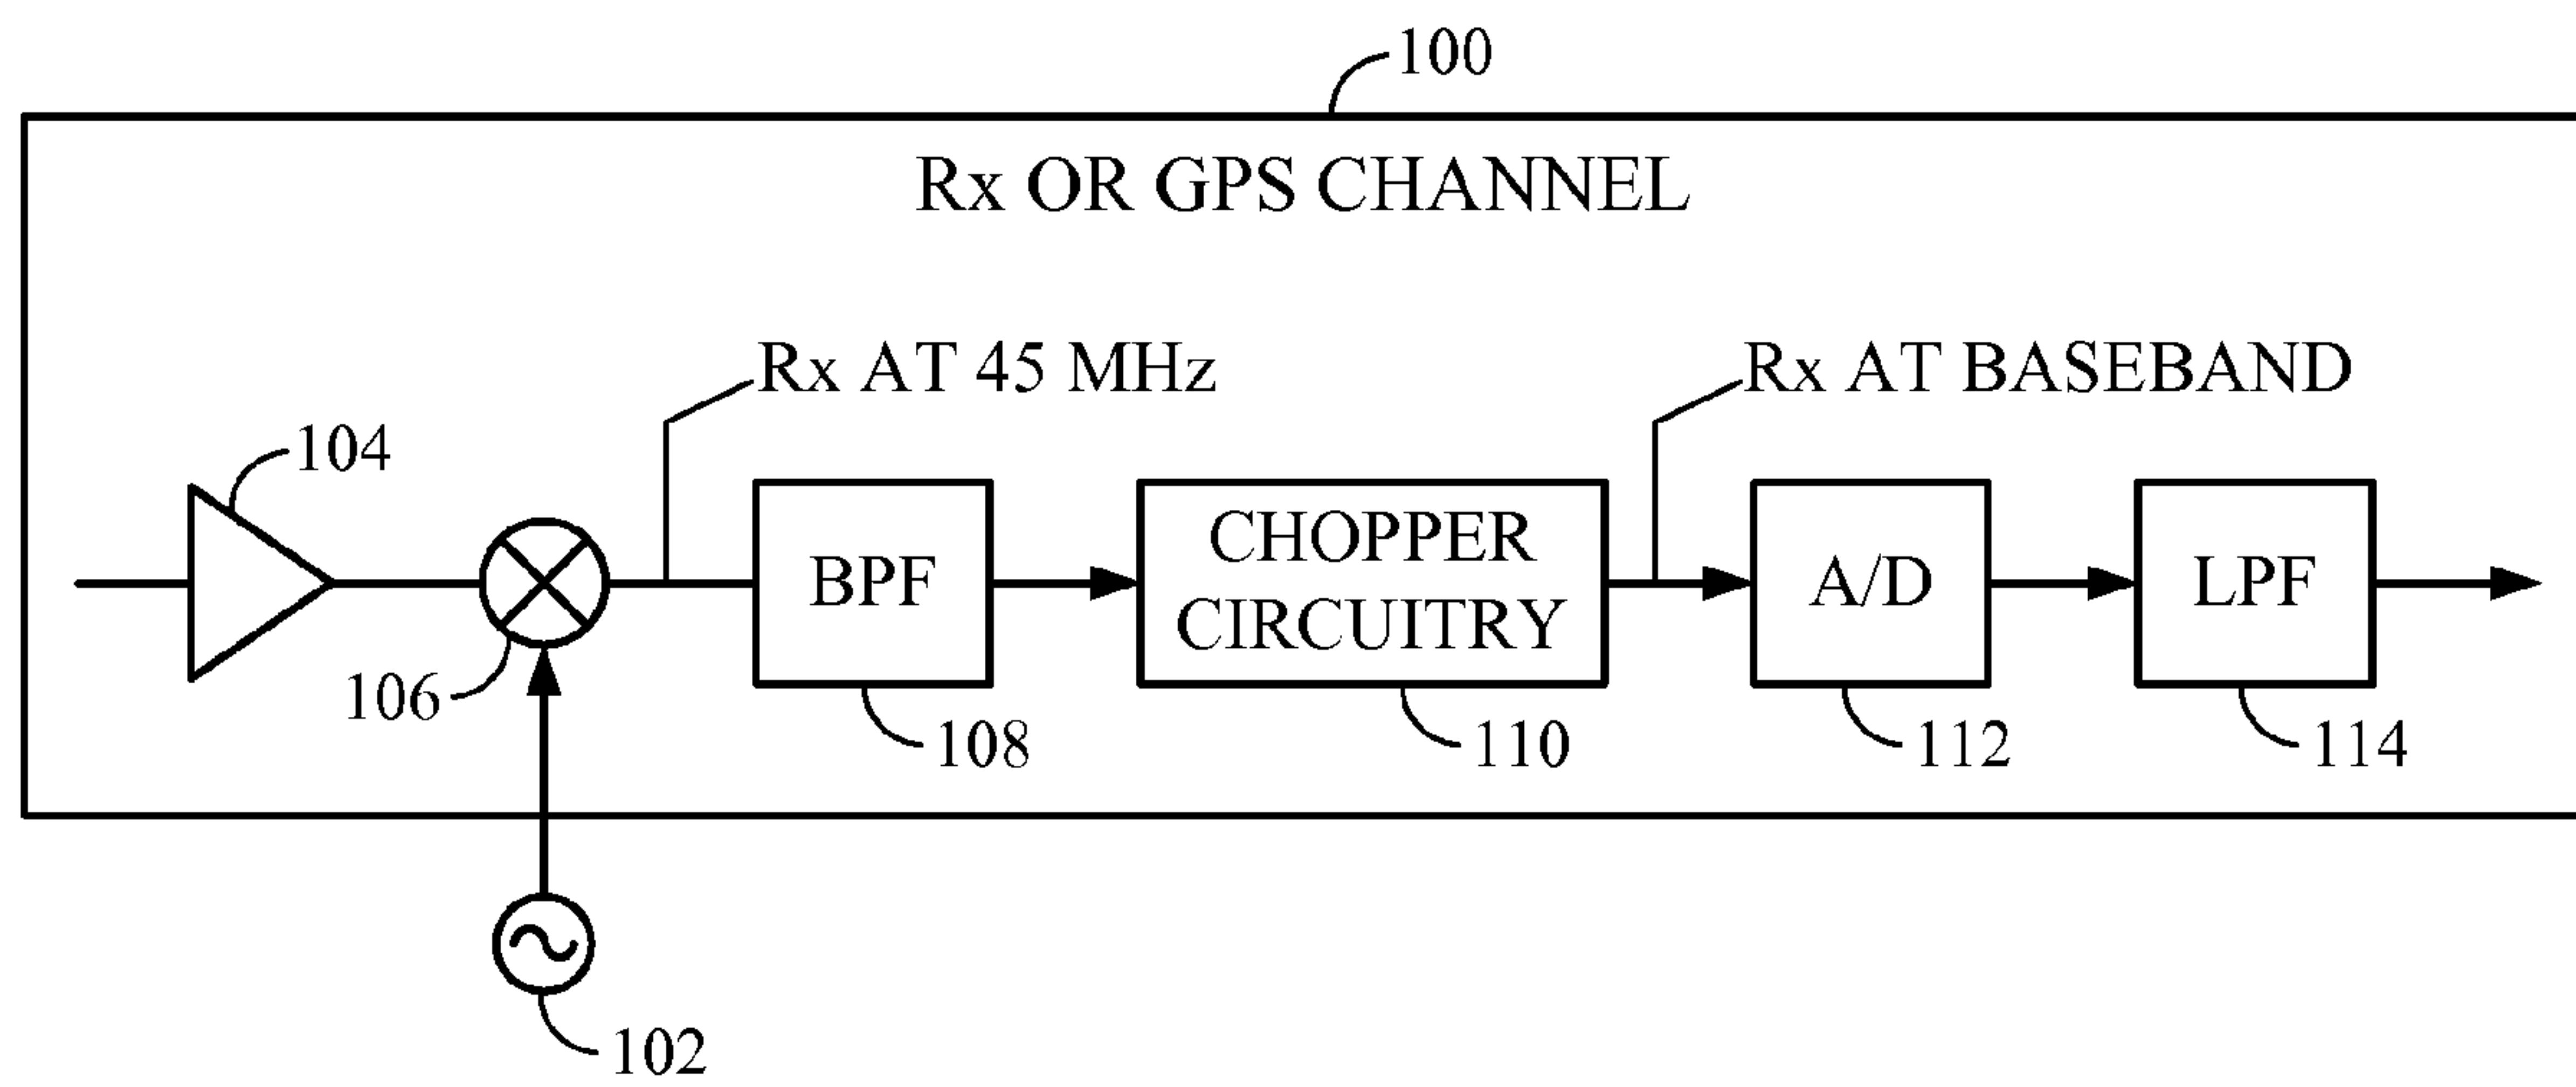 100
Rx OR GPS CHANNEL
Rx AT 45 MHz
Rx AT BASEBAND
104
BPF
CHOPPER
CIRCUITRY
A/D
LPF
106
108
110
112
114
102